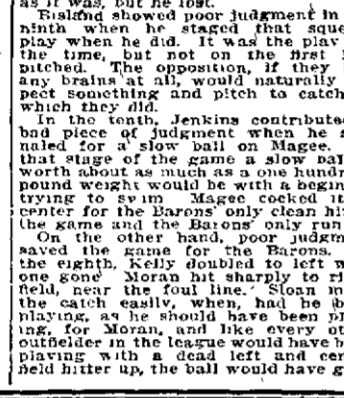 as it was, but he lost.
Bisland showed poor judgment in
ninth when he staged that sque
play when he did. It was the play
the time, but not on the first
pitched. The opposition, if they
any brains at all, would naturally
pect something and pitch to catch
which they did.
In the tenth, Jenkins contribute
bad piece of judgment when he s
naled for a slow ball on Magee.
that stage of the game a slow bal
worth about as much as a one hundr
pound weight would be with a begin
trying to swim Magee cocked it
center for the Barons' only clean hi
the game and the Barons' only run
On the other hand, poor judgm
saved the game for the Barons.
the eighth, Kelly doubled to left w
one gone Moran hit sharply to ri
field, near the foul line. Sloan m
the catch easily, when, had he b
playing, as he should have been pl
ing, for Moran, and like every ot
outfielder in the league would have b
playing with a dead left and cen
field hitter up, the ball would have g